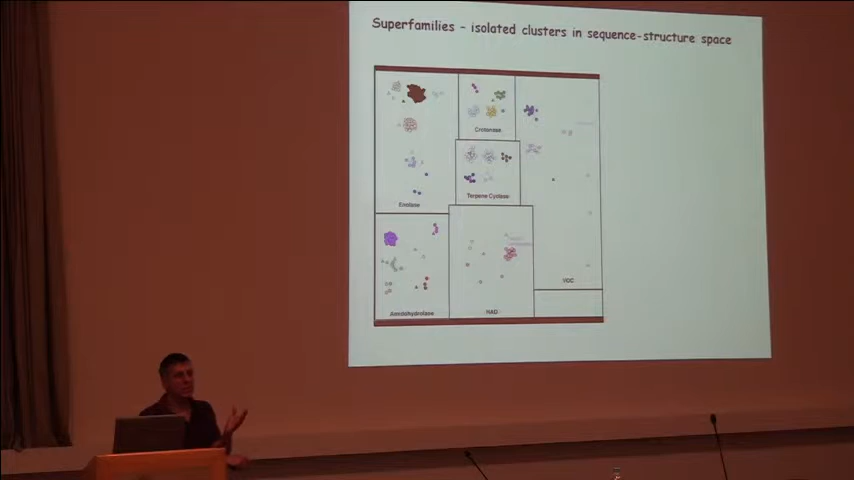 Superfamilies - isolated clusters in sequence-structure space
Crotonase
Terpene Cyclase
Enolase
VOC
Amidohydrolase
HAD